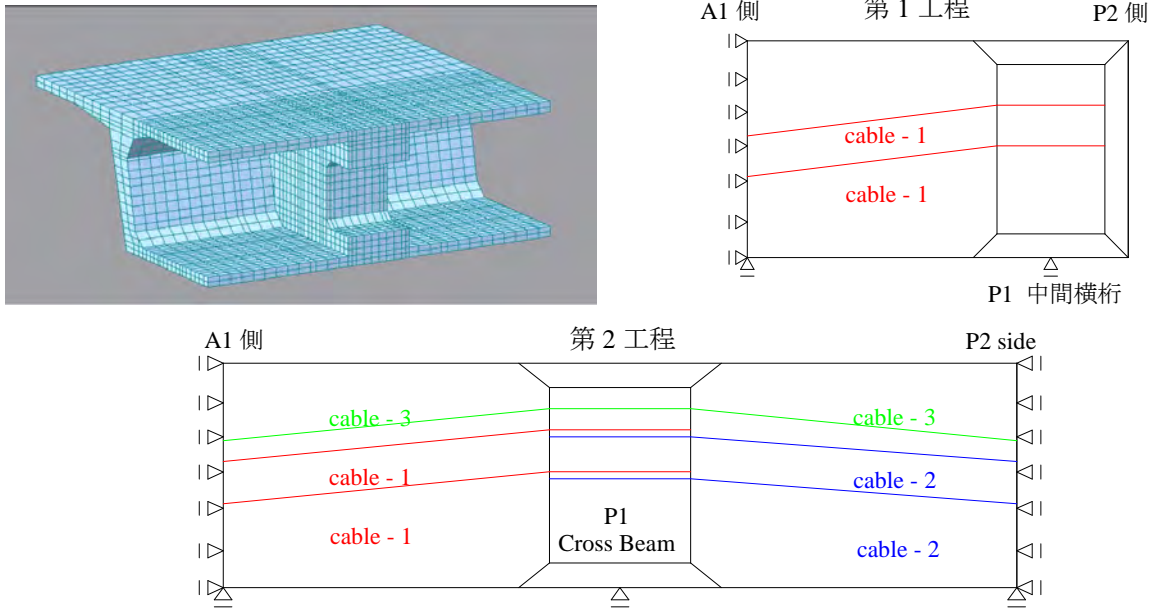 A1 側
第 1 工程
P2 側
cable - 1
cable - 1
P1 中間横桁
A1 側
第 2 工程
P2 side
cable - 3
cable - 3
cable - 1
cable - 2
P1
Cross Beam
cable - 1
cable - 2